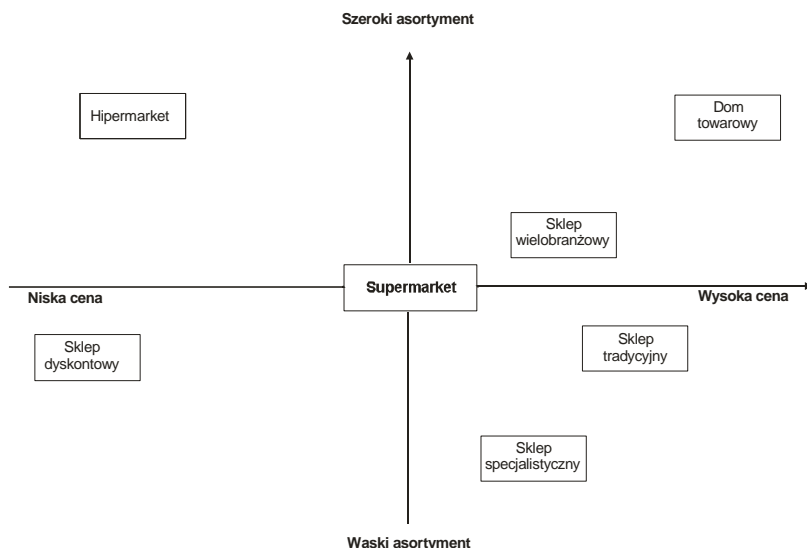 Szeroki asortyment
Hipermarket
Dom
towarowy
Sklep
wielobranżowy
Supermarket
Niska cena
Wysoka cena
Sklep
dyskontowy
Sklep
tradycyjny
Sklep
specjalistyczny
Waski asortyment